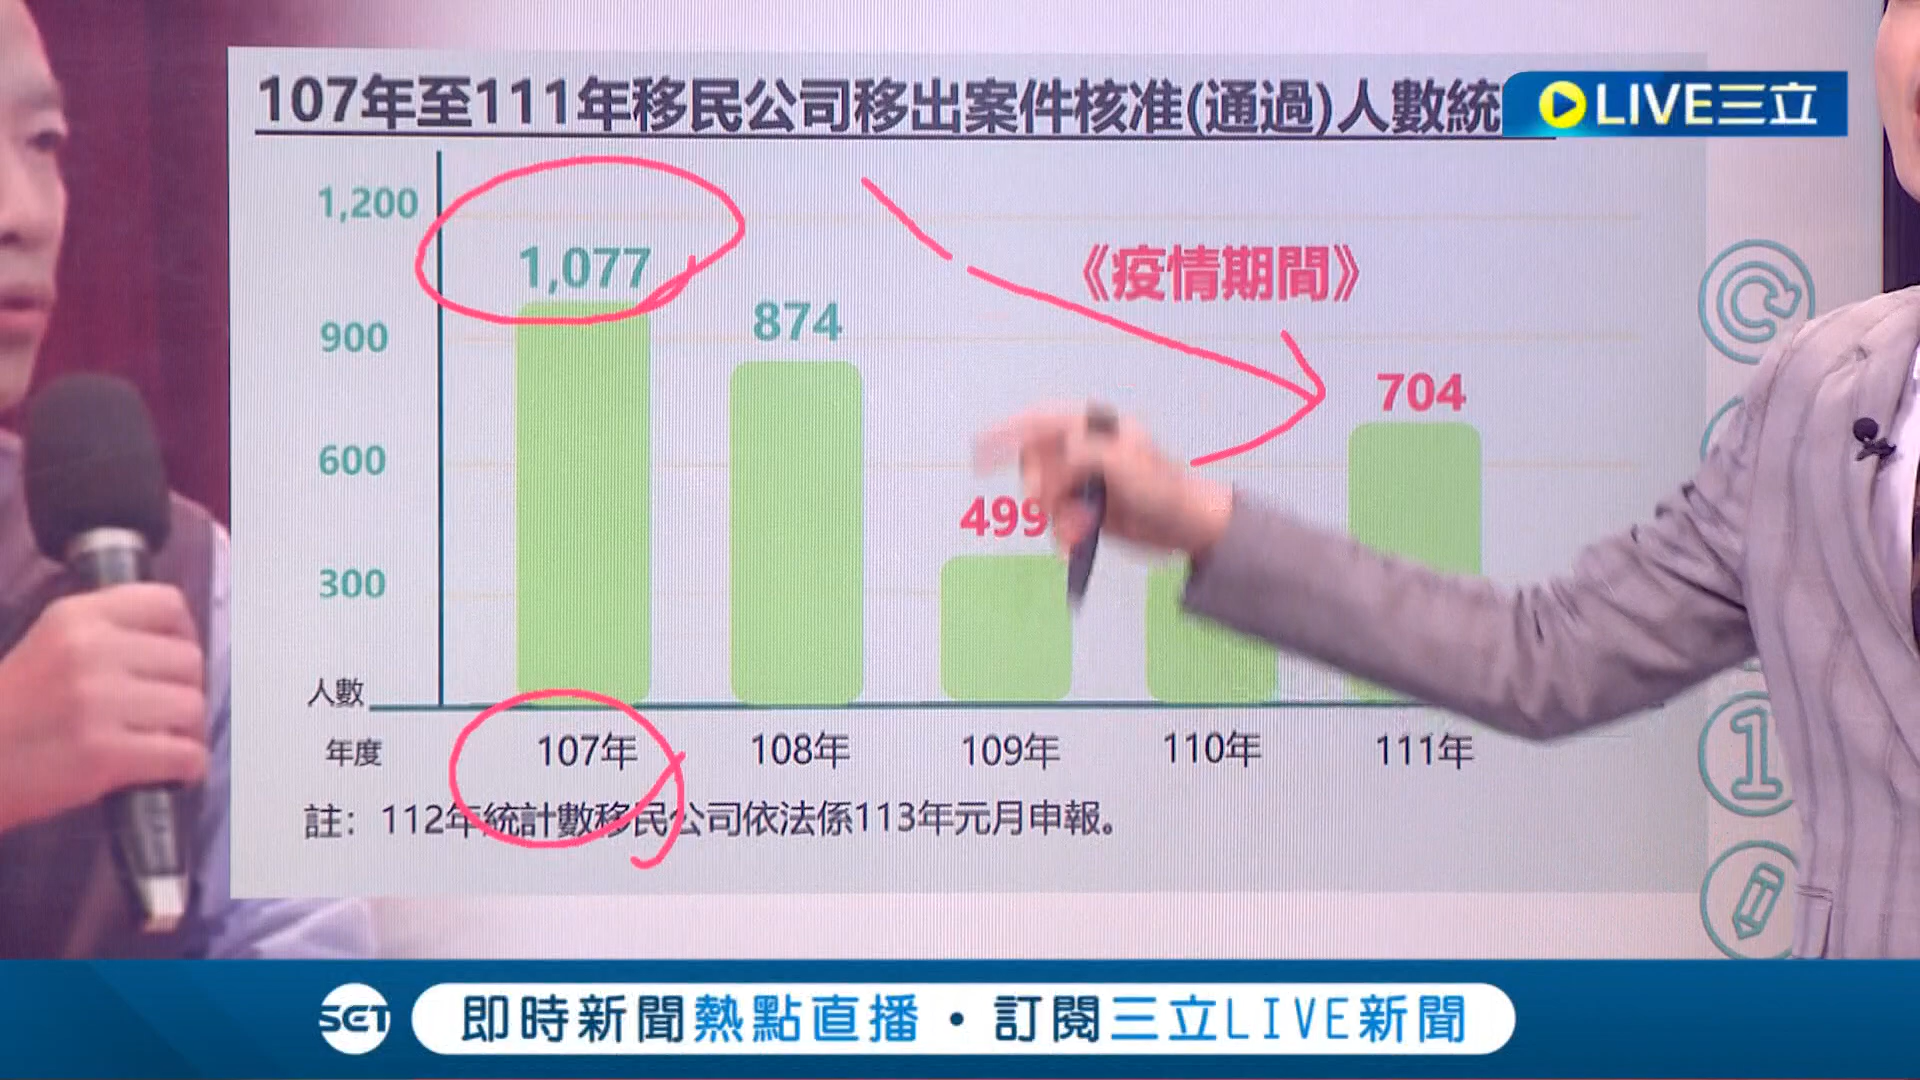 107年至111年移民公司移出案件核准(通過)人數統
LIVE三立
1,200
1,077
《疫情期間》
874
900
704
600
499
300
人數
年度
107年
108年
109年
110年
111年
註：112年統計數移民公司依法係113年元月申報。
1
SET
即時新聞熱點直播・訂閱三立LIVE新聞